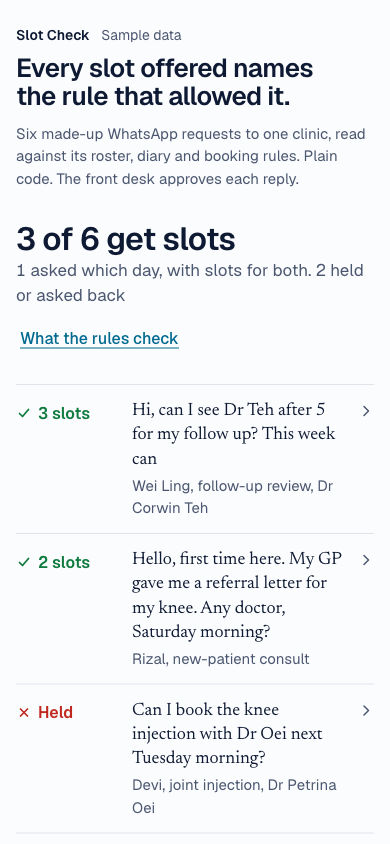 Slot Check Sample data
Every slot offered names
the rule that allowed it.
Six made-up WhatsApp requests to one clinic, read
against its roster, diary and booking rules. Plain
code. The front desk approves each reply.
3 of 6 get slots
1 asked which day, with slots for both. 2 held
or asked back
What the rules check
3 slots
Hi, can I see Dr Teh after 5
for my follow up? This week
can
Wei Ling, follow-up review, Dr
Corwin Teh
2 slots
Hello, first time here. My GP
gave me a referral letter for
my knee. Any doctor,
Saturday morning?
Rizal, new-patient consult
Held
Can I book the knee
injection with Dr Oei next
Tuesday morning?
Devi, joint injection, Dr Petrina
Oei